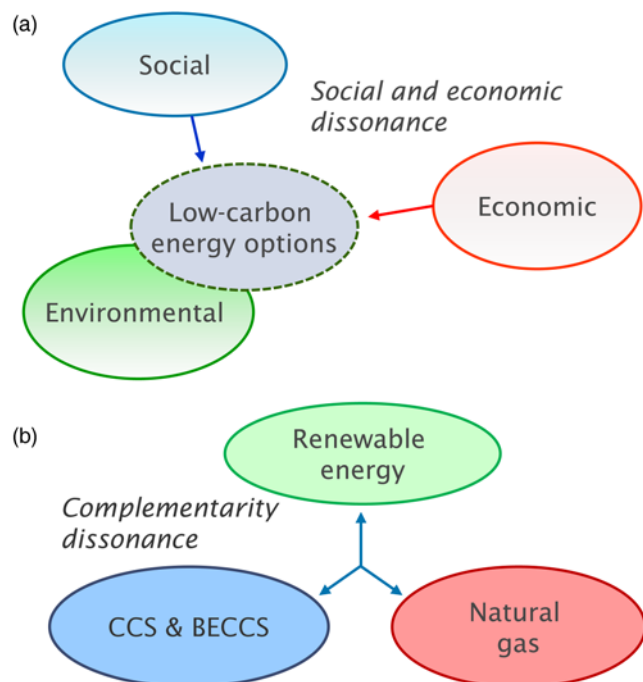 (a)
Social
Social and economic
dissonance
Low-carbon
energy options
Economic
Environmental
(b)
Renewable
energy
Complementarity
dissonance
CCS & BECCS
Natural
gas